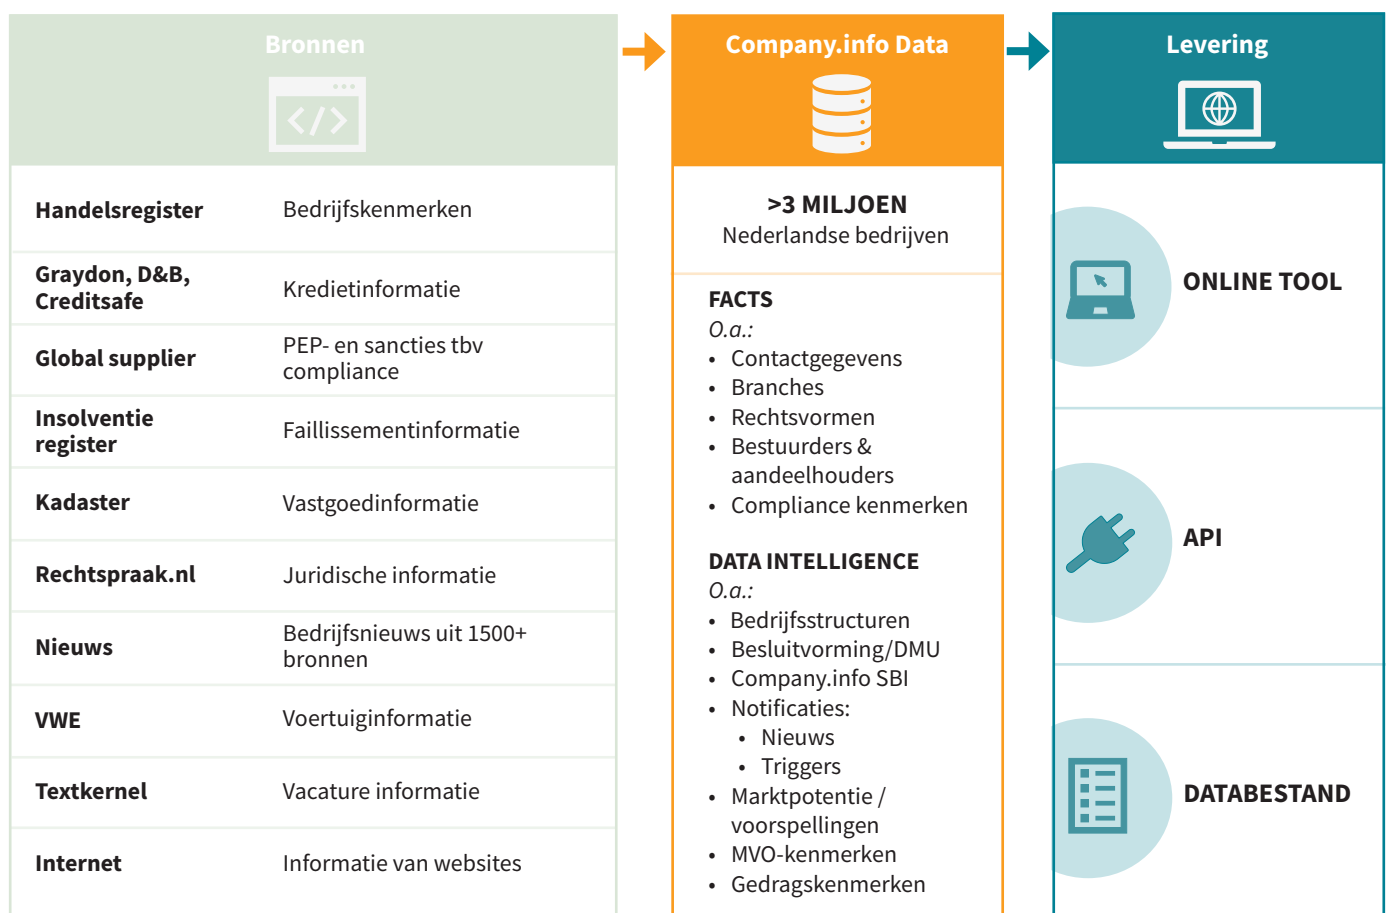 Bronnen
</>
Handelsregister
Bedrijfskenmerken
Graydon, D&B,
Creditsafe
Kredietinformatie
Global supplier
PEP- en sancties tbv
compliance
Insolventie
register
Faillissementinformatie
Kadaster
Vastgoedinformatie
Rechtspraak.nl
Juridische informatie
Nieuws
Bedrijfsnieuws uit 1500+
bronnen
VWE
Voertuiginformatie
Textkernel
Vacature informatie
Internet
Informatie van websites
Company.info Data
>3 MILJOEN
Nederlandse bedrijven
FACTS
O.a.:
• Contactgegevens
• Branches
• Rechtsvormen
• Bestuurders &
aandeelhouders
• Compliance kenmerken
DATA INTELLIGENCE
O.a.:
• Bedrijfsstructuren
• Besluitvorming/DMU
• Company.info SBI
• Notificaties:
• Nieuws
• Triggers
• Marktpotentie /
voorspellingen
• MVO-kenmerken
• Gedragskenmerken
Levering
ONLINE TOOL
API
DATABESTAND